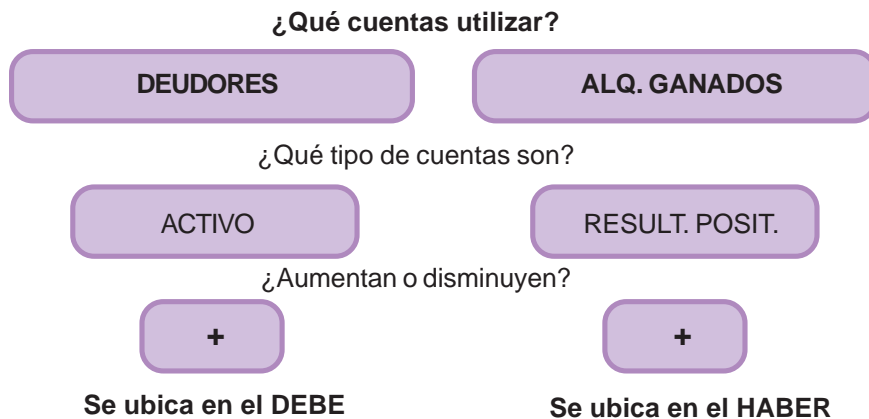 ¿Qué cuentas utilizar?
DEUDORES ALQ. GANADOS
¿Qué tipo de cuentas son?
ACTIVO RESULT. POSIT.
¿Aumentan o disminuyen?
+ +
Se ubica en el DEBE Se ubica en el HABER